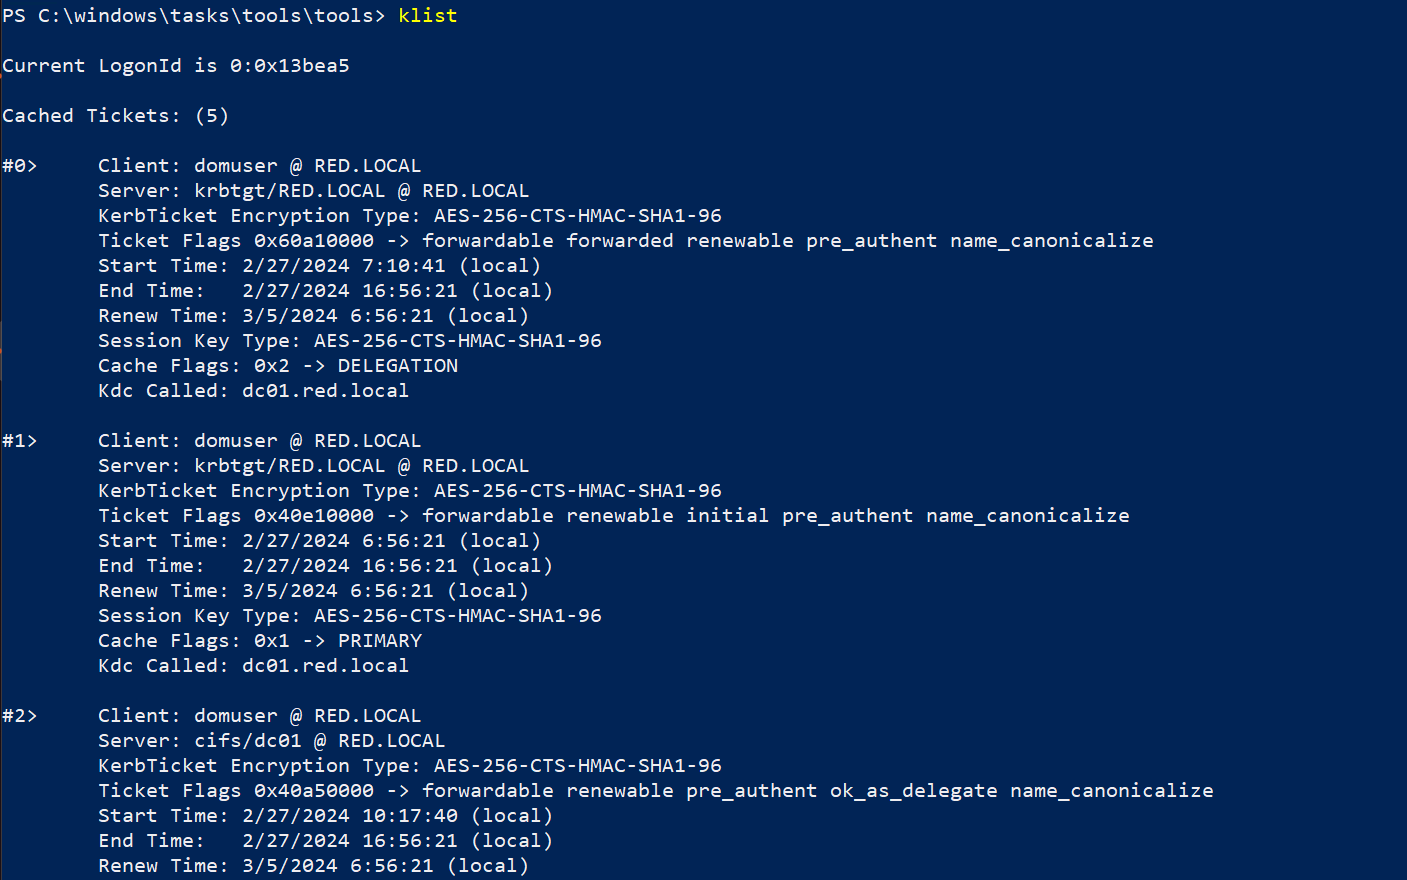 PS C:\windows\tasks\tools\tools> klist
Current LogonId is 0:0x13bea5
Cached Tickets: (5)
#0> Client: domuser @ RED.LOCAL
Server: krbtgt/RED.LOCAL @ RED.LOCAL
KerbTicket Encryption Type: AES-256-CTS-HMAC-SHA1-96
Ticket Flags 0x60a10000 -> forwardable forwarded renewable pre_authent name_canonicalize
Start Time: 2/27/2024 7:10:41 (local)
End Time: 2/27/2024 16:56:21 (local)
Renew Time: 3/5/2024 6:56:21 (local)
Session Key Type: AES-256-CTS-HMAC-SHA1-96
Cache Flags: 0x2 -> DELEGATION
Kdc Called: dc01.red.local
#1> Client: domuser @ RED.LOCAL
Server: krbtgt/RED.LOCAL @ RED.LOCAL
KerbTicket Encryption Type: AES-256-CTS-HMAC-SHA1-96
Ticket Flags 0x40e10000 -> forwardable renewable initial pre_authent name_canonicalize
Start Time: 2/27/2024 6:56:21 (local)
End Time: 2/27/2024 16:56:21 (local)
Renew Time: 3/5/2024 6:56:21 (local)
Session Key Type: AES-256-CTS-HMAC-SHA1-96
Cache Flags: 0x1 -> PRIMARY
Kdc Called: dc01.red.local
#2> Client: domuser @ RED.LOCAL
Server: cifs/dc01 @ RED.LOCAL
KerbTicket Encryption Type: AES-256-CTS-HMAC-SHA1-96
Ticket Flags 0x40a50000 -> forwardable renewable pre_authent ok_as_delegate name_canonicalize
Start Time: 2/27/2024 10:17:40 (local)
End Time: 2/27/2024 16:56:21 (local)
Renew Time: 3/5/2024 6:56:21 (local)